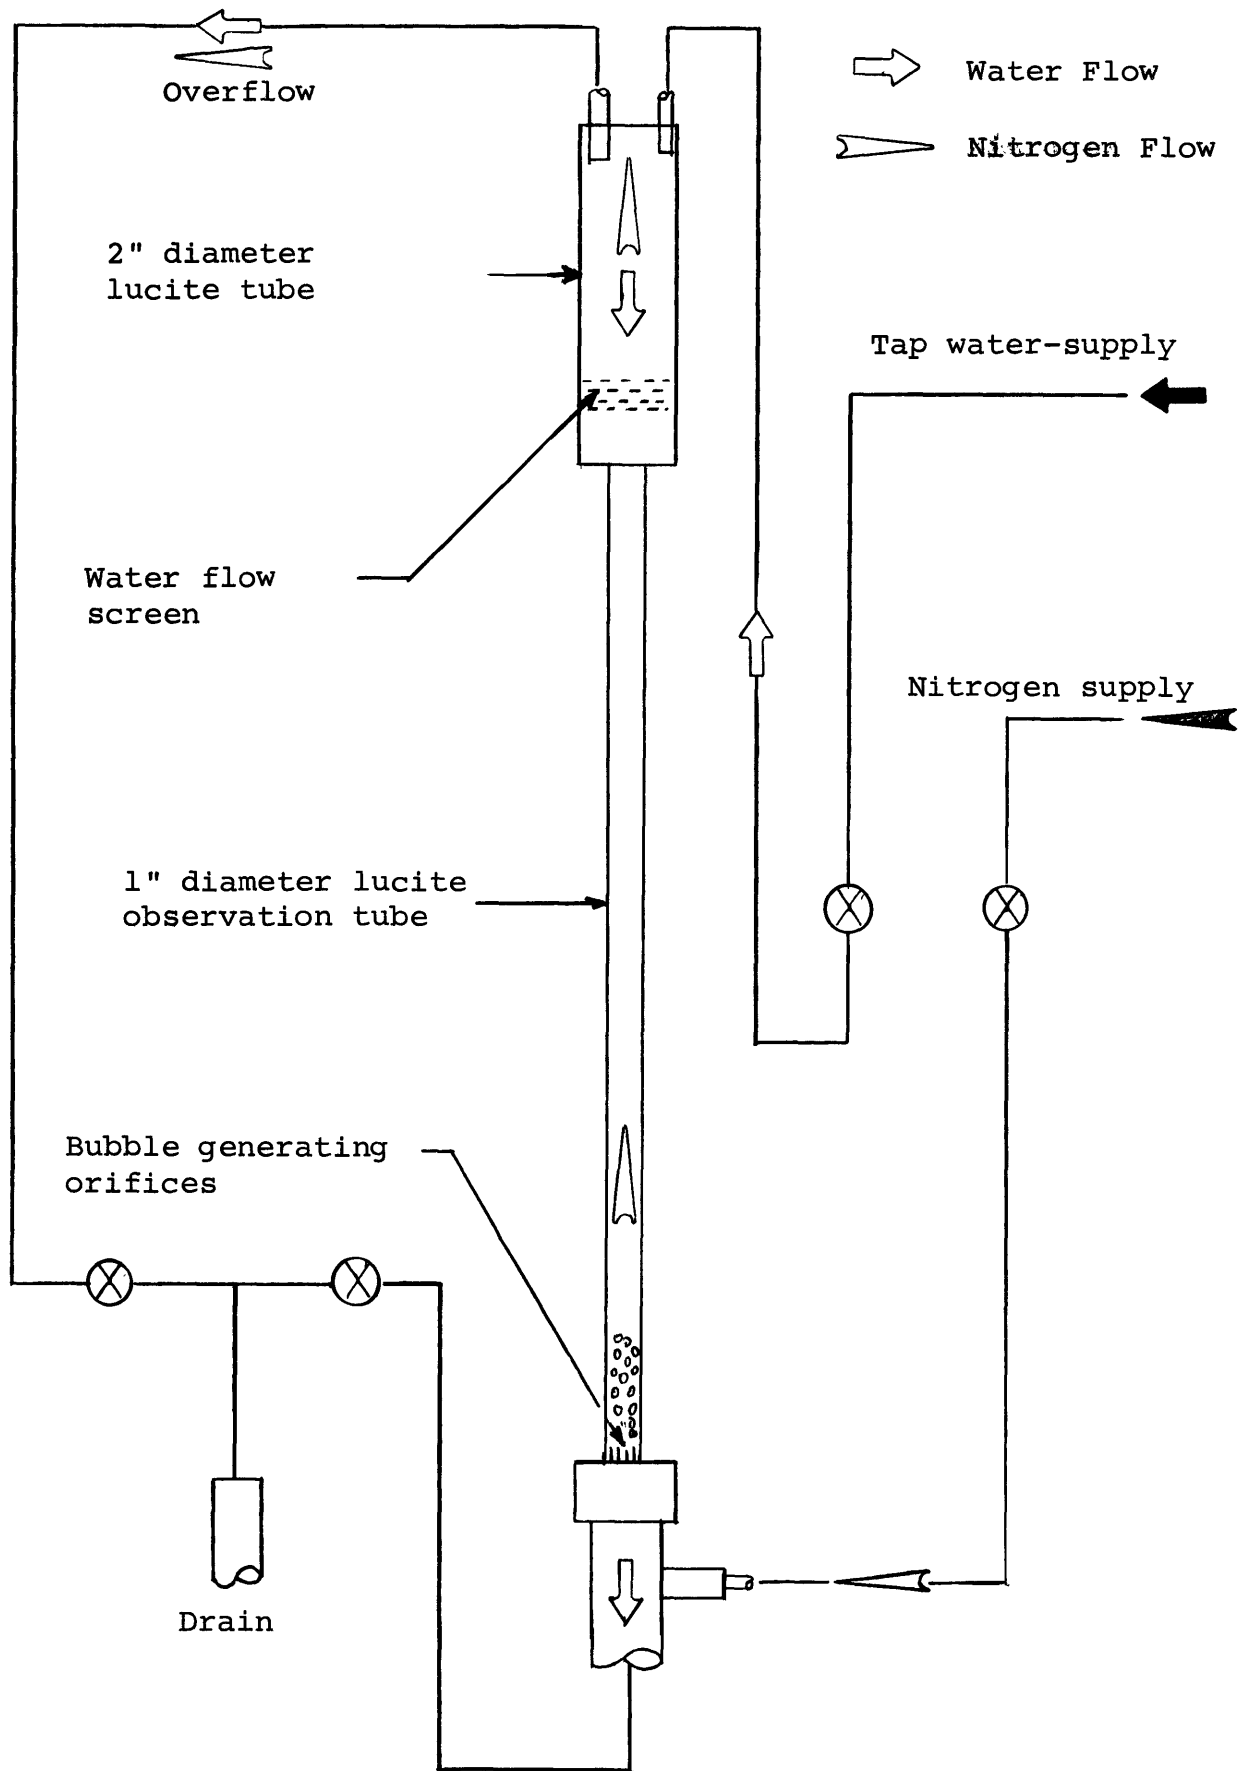 Overflow
Water Flow
Nitrogen Flow
2" diameter
lucite tube
Tap water-supply
Water flow
screen
Nitrogen supply
1" diameter lucite
observation tube
Bubble generating
orifices
Drain